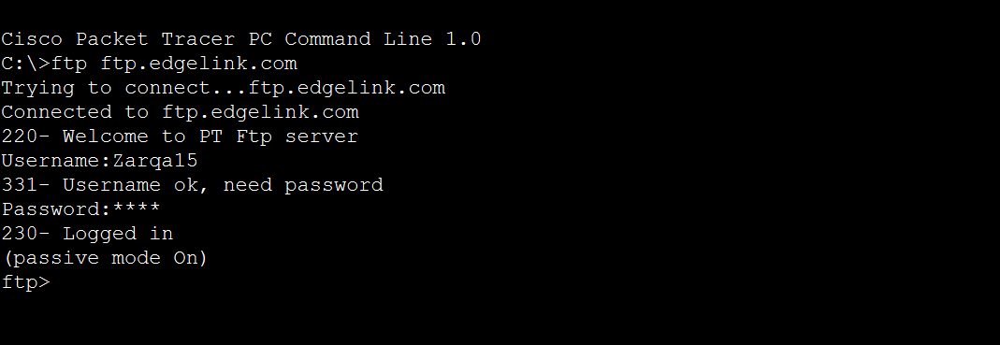 Cisco Packet Tracer PC Command Line 1.0
C:\>ftp ftp.edgelink.com
Trying to connect...ftp.edgelink.com
Connected to ftp.edgelink.com
220- Welcome to PT Ftp server
Username:Zarqa15
331- Username ok, need password
Password:****
230- Logged in
(passive mode On)
ftp>